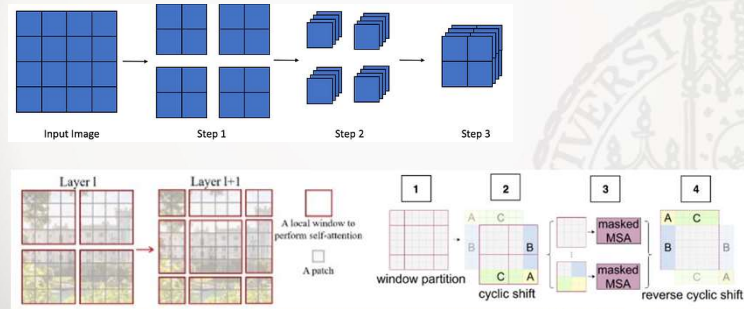 Input Image
Step 1
Step 2
Step 3
Layer l
Layer l+1
A local window to
perform self-attention
A patch
1
2
3
4
A
C
B
B
C
A
window partition
cyclic shift
masked
MSA
masked
MSA
A
C
B
B
C
A
reverse cyclic shift
VERSI